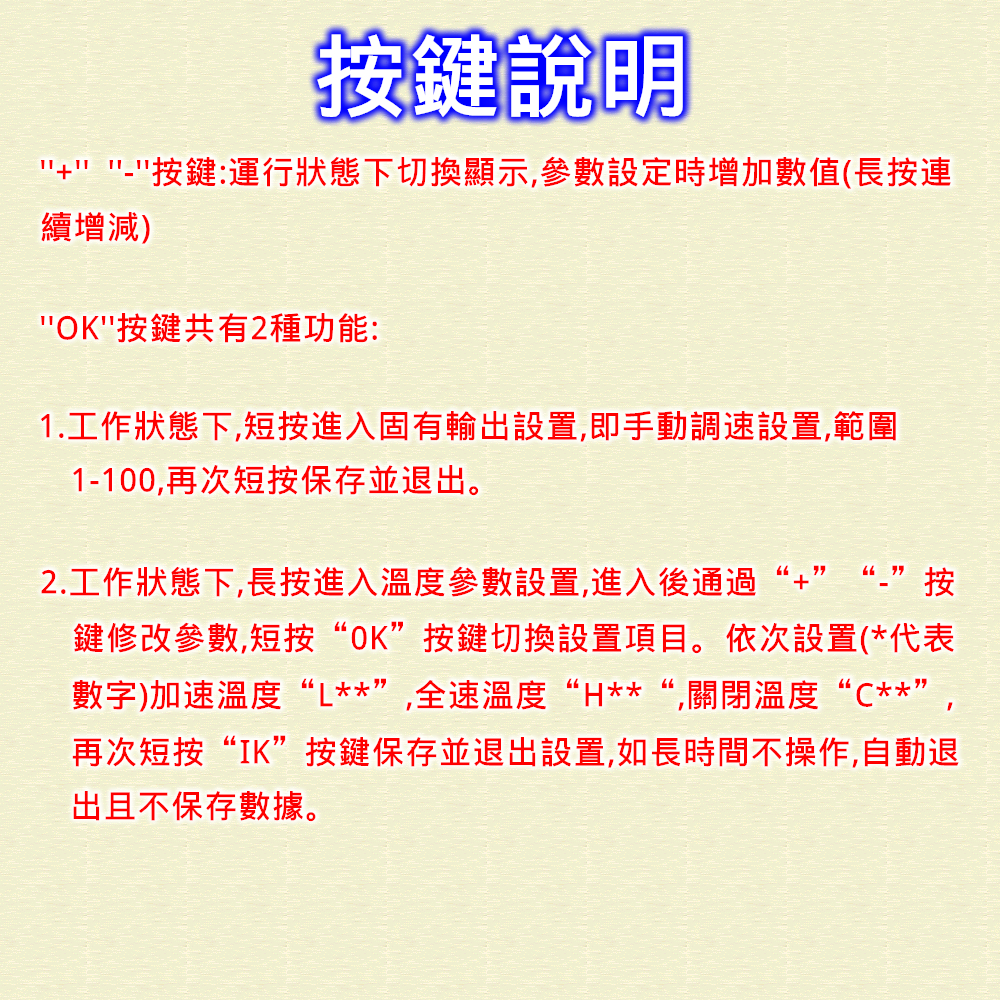 按鍵說明
"+" "-"按鍵:運行狀態下切換顯示,參數設定時增加數值(長按連
續增減)
"OK"按鍵共有2種功能:
1.工作狀態下,短按進入固有輸出設置,即手動調速設置,範圍
1-100,再次短按保存並退出。
2.工作狀態下,長按進入溫度參數設置,進入後通過“+”“-”按
鍵修改參數,短按“0K”按鍵切換設置項目。依次設置(*代表
數字)加速溫度“L**”,全速溫度“H**“,關閉溫度“C**”,
再次短按“IK”按鍵保存並退出設置,如長時間不操作,自動退
出且不保存數據。